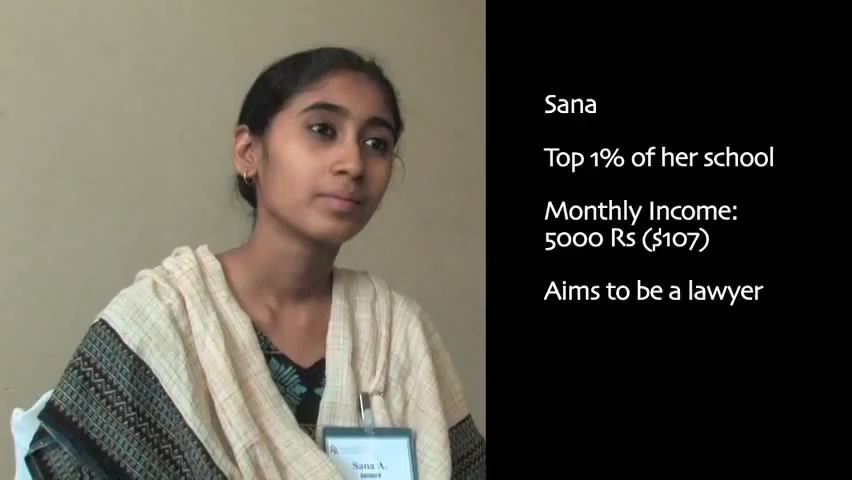 Sana
Top 1% of her school
Monthly Income:
5000 Rs ($107)
Aims to be a lawyer
Sana A.